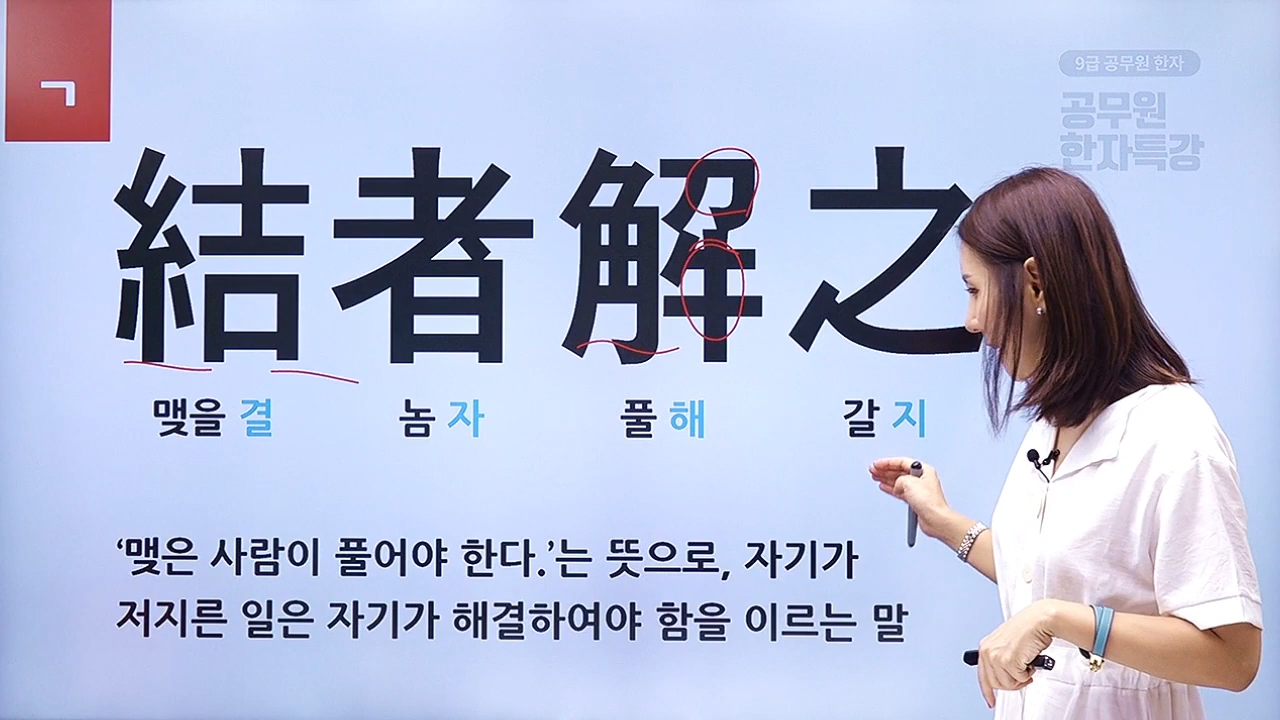 ㄱ
9급 공무원 한자
공무원
한자특강
結者解之
맺을 결 놈 자 풀 해 갈 지
‘맺은 사람이 풀어야 한다.’는 뜻으로, 자기가
저지른 일은 자기가 해결하여야 함을 이르는 말